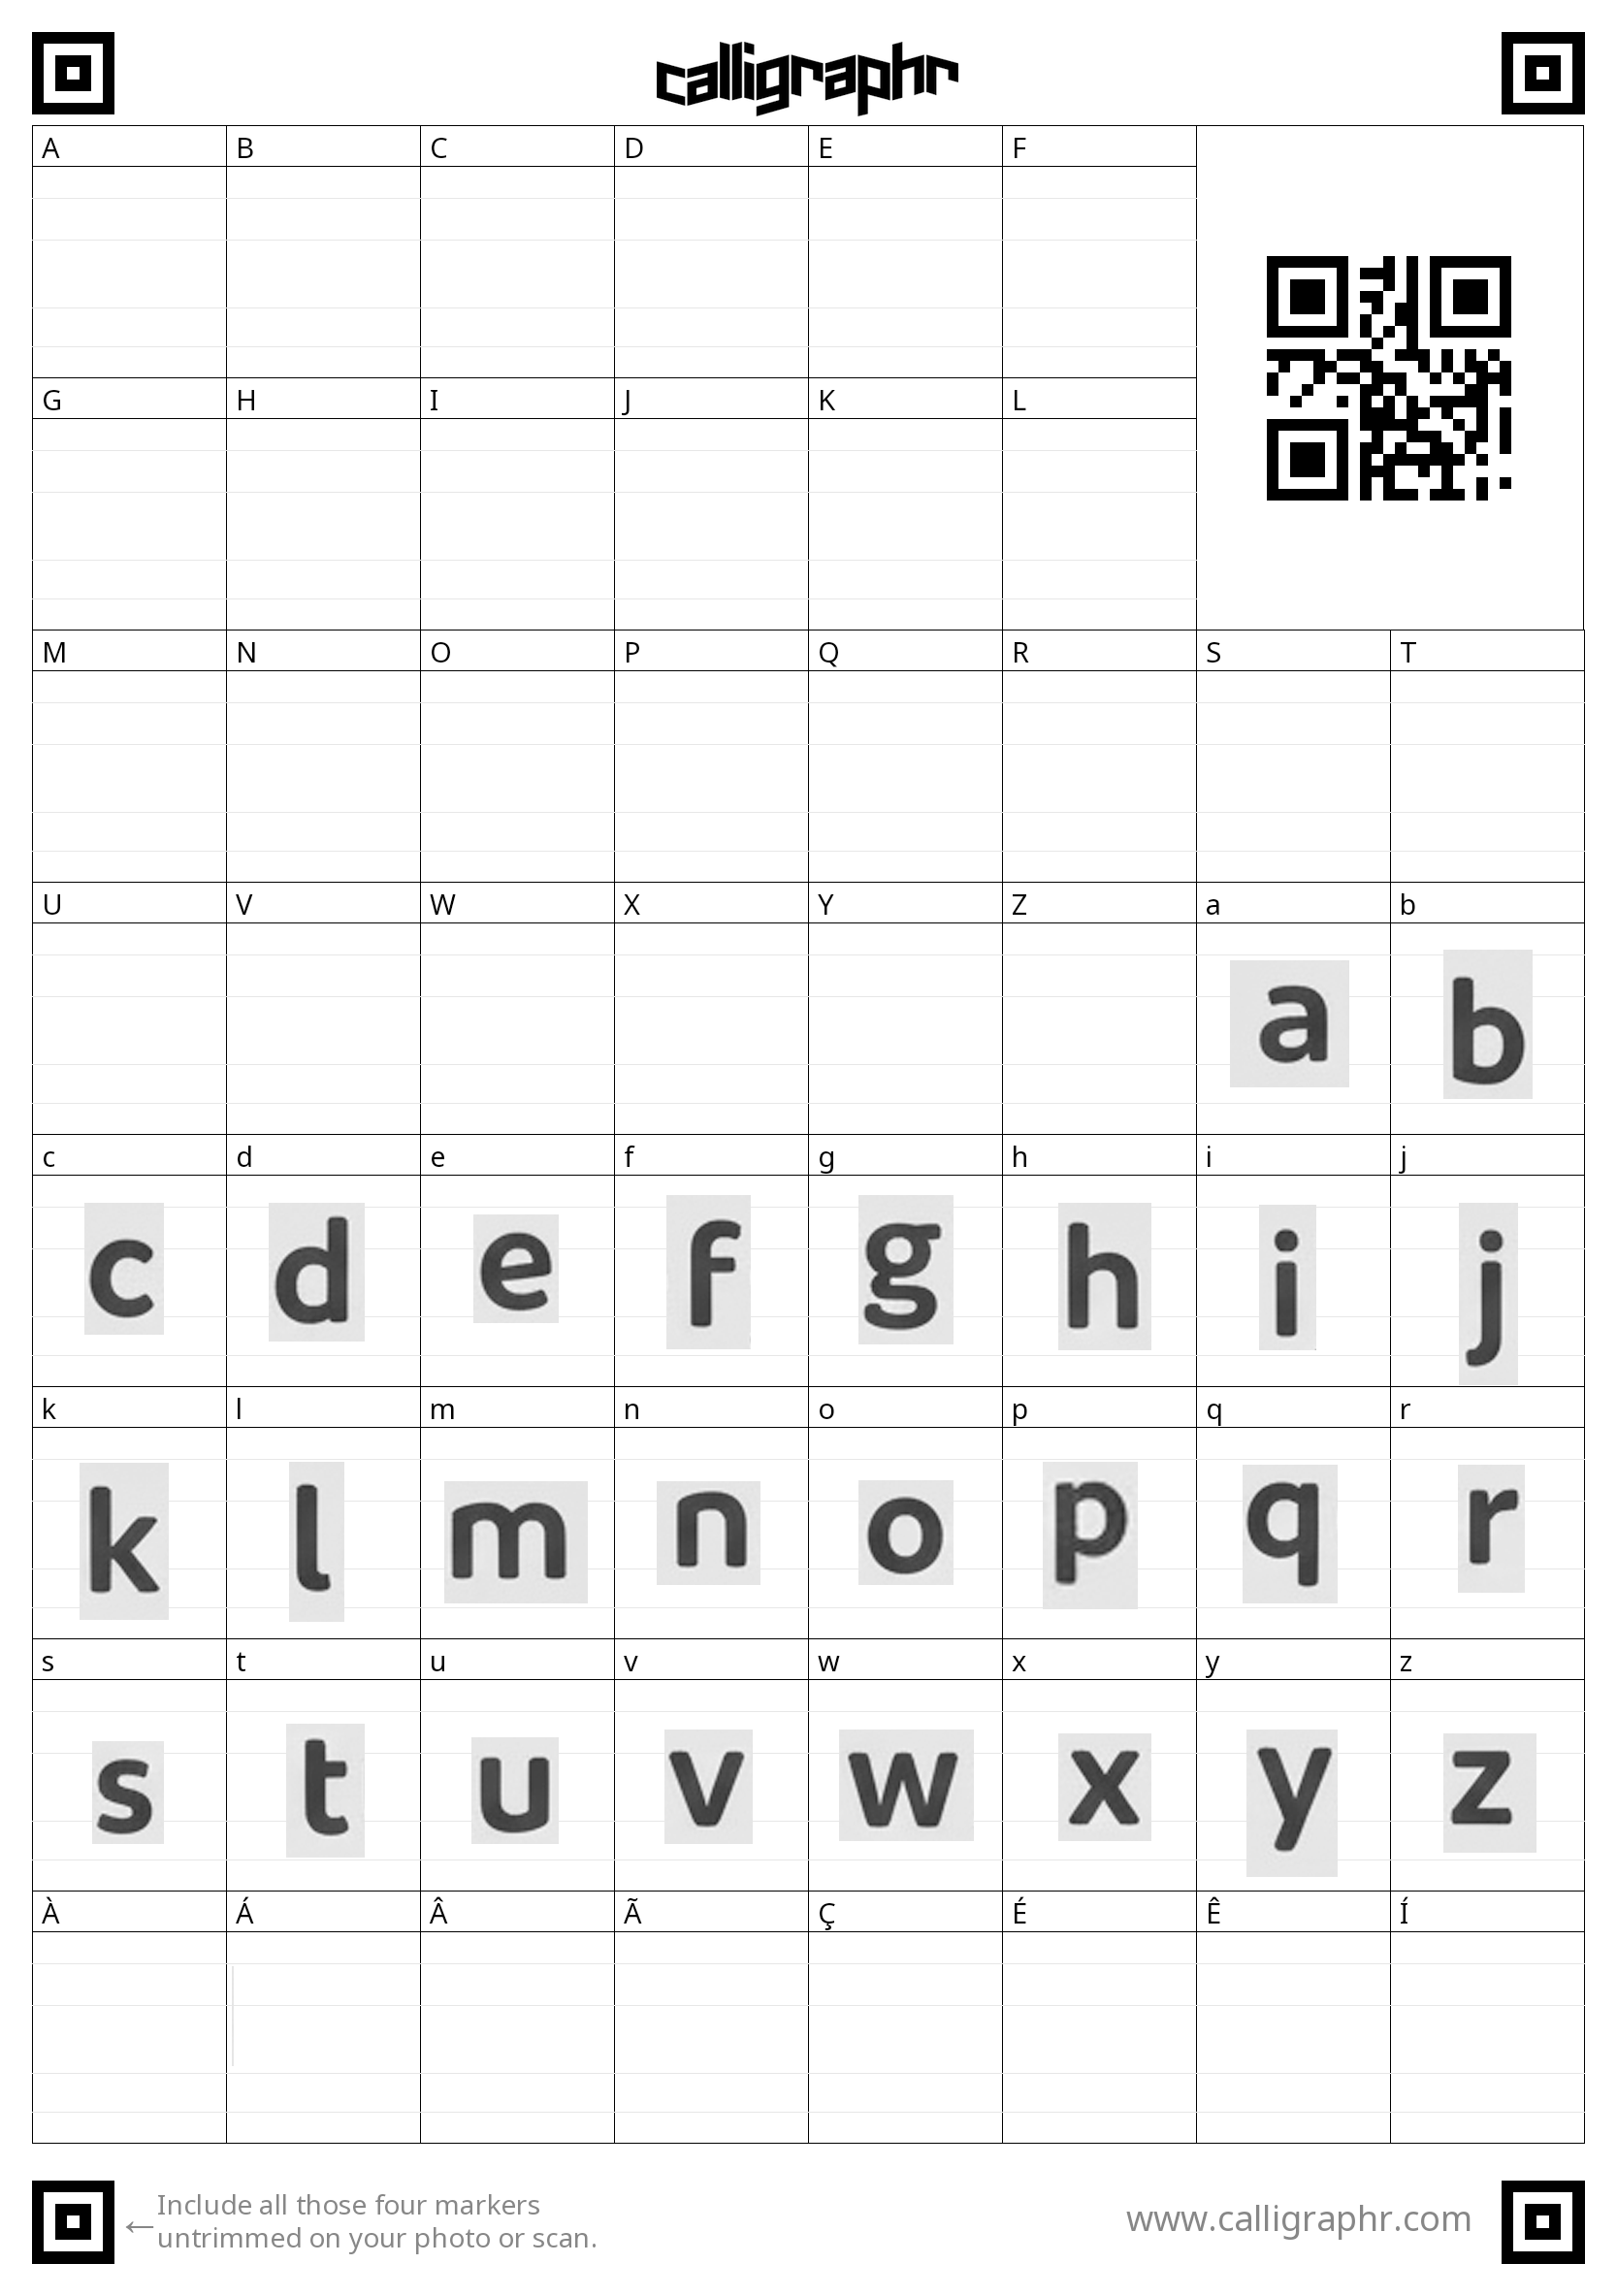 calligraphr
A B C D E F
G H I J K L
M N O P Q R S T
U V W X Y Z a b
a b
c d e f g h i j
c d e f g h i j
k l m n o p q r
k l m n o p q r
s t u v w x y z
s t u v w x y z
À Á Â Ã Ç É Ê Í
←Include all those four markers
untrimmed on your photo or scan.
www.calligraphr.com